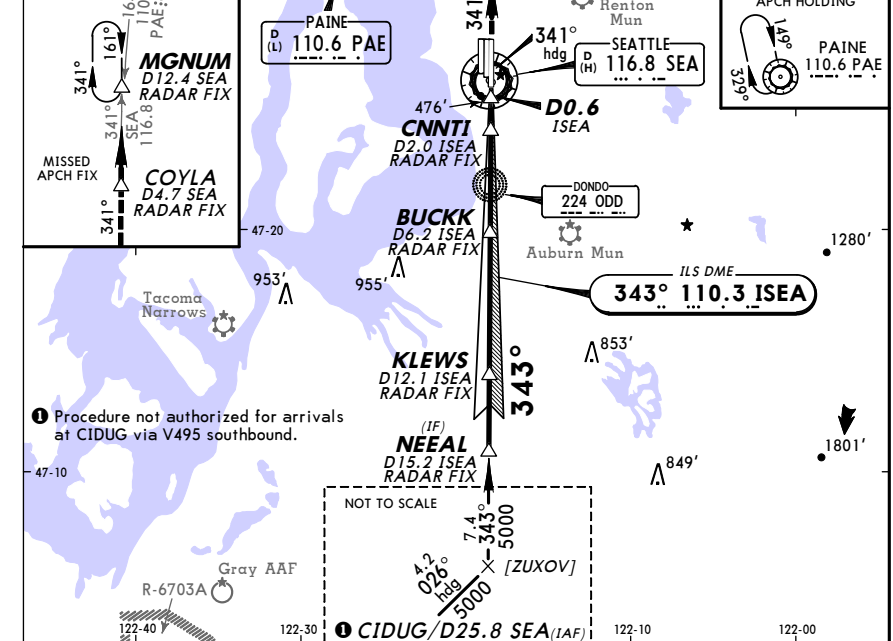 341°
161°
MGNUM
D12.4 SEA
RADAR FIX
341°
SEA
116.8
MISSED
APCH FIX
COYLA
D4.7 SEA
RADAR FIX
341°
PAINE
D
(L) 110.6 PAE
341°
Renton
Mun
341°
hdg
SEATTLE
D
(H) 116.8 SEA
APCH HOLDING
149°
329°
PAINE
110.6 PAE
476'
D0.6
ISEA
CNNTI
D2.0 ISEA
RADAR FIX
DONDO
224 ODD
BUCKK
D6.2 ISEA
RADAR FIX
47-20
Auburn Mun
1280'
953'
955'
ILS DME
343° 110.3 ISEA
Tacoma
Narrows
853'
KLEWS
D12.1 ISEA
RADAR FIX
343°
1 Procedure not authorized for arrivals
at CIDUG via V495 southbound.
(IF)
NEEAL
D15.2 ISEA
RADAR FIX
1801'
849'
47-10
NOT TO SCALE
7.4
343°
5000
[ZUXOV]
4.2
026°
hdg
5000
Gray AAF
R-6703A
122-40
122-30
1 CIDUG/D25.8 SEA(IAF)
122-10
122-00